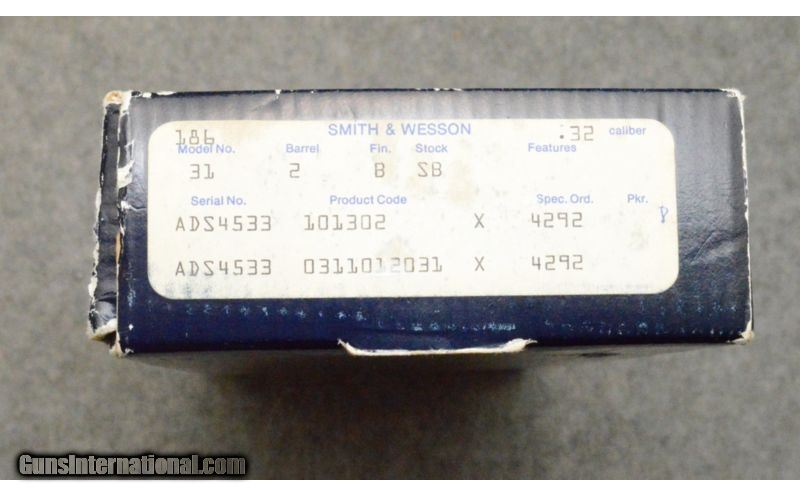 186 SMITH & WESSON .32 caliber
Model No. Barrel Fin. Stock Features
31 2 B SB
Serial No. Product Code Spec. Ord. Pkr.
ADS4533 101302 X 4292 P
ADS4533 0311012031 X 4292
GunsInternational.com